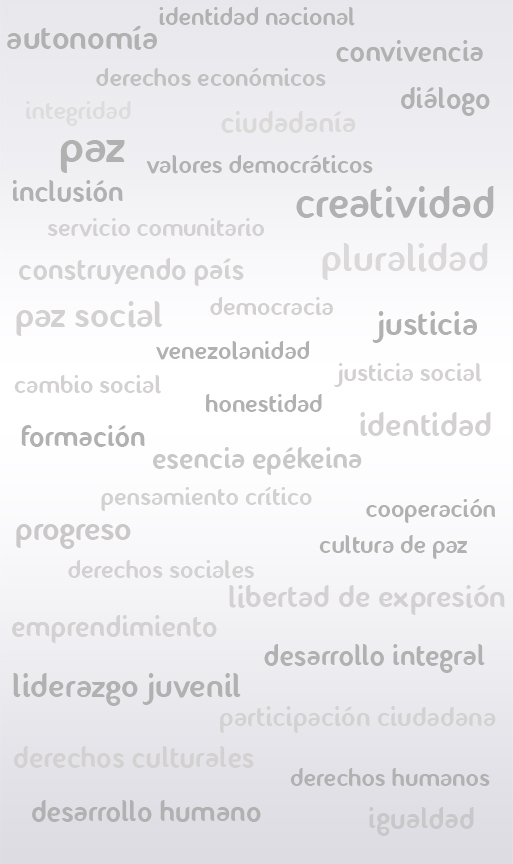 identidad nacional
autonomía
convivencia
derechos económicos
diálogo
integridad
ciudadanía
paz
valores democráticos
inclusión
creatividad
servicio comunitario
pluralidad
construyendo país
democracia
paz social
justicia
venezolanidad
justicia social
cambio social
honestidad
identidad
formación
esencia epékeina
pensamiento crítico
cooperación
progreso
cultura de paz
derechos sociales
libertad de expresión
emprendimiento
desarrollo integral
liderazgo juvenil
participación ciudadana
derechos culturales
derechos humanos
desarrollo humano
igualdad